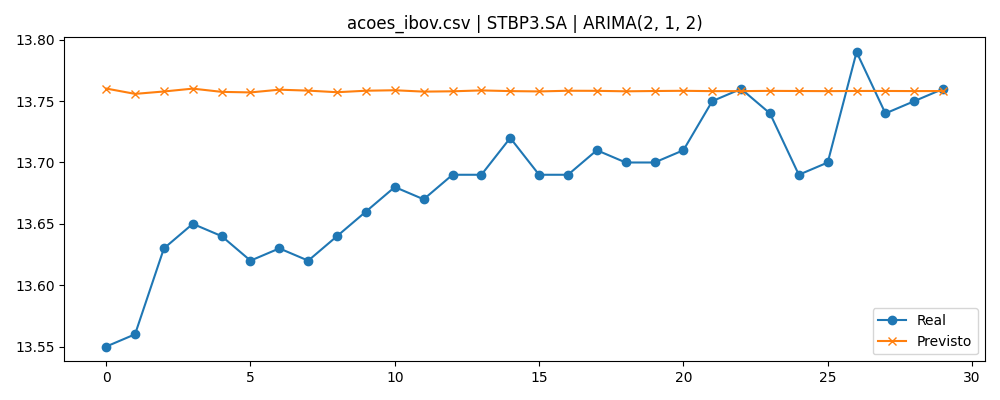 acoes_ibov.csv | STBP3.SA | ARIMA(2, 1, 2)
13.80
13.75
13.70
13.65
13.60
13.55
0 5 10 15 20 25 30
Real
Previsto